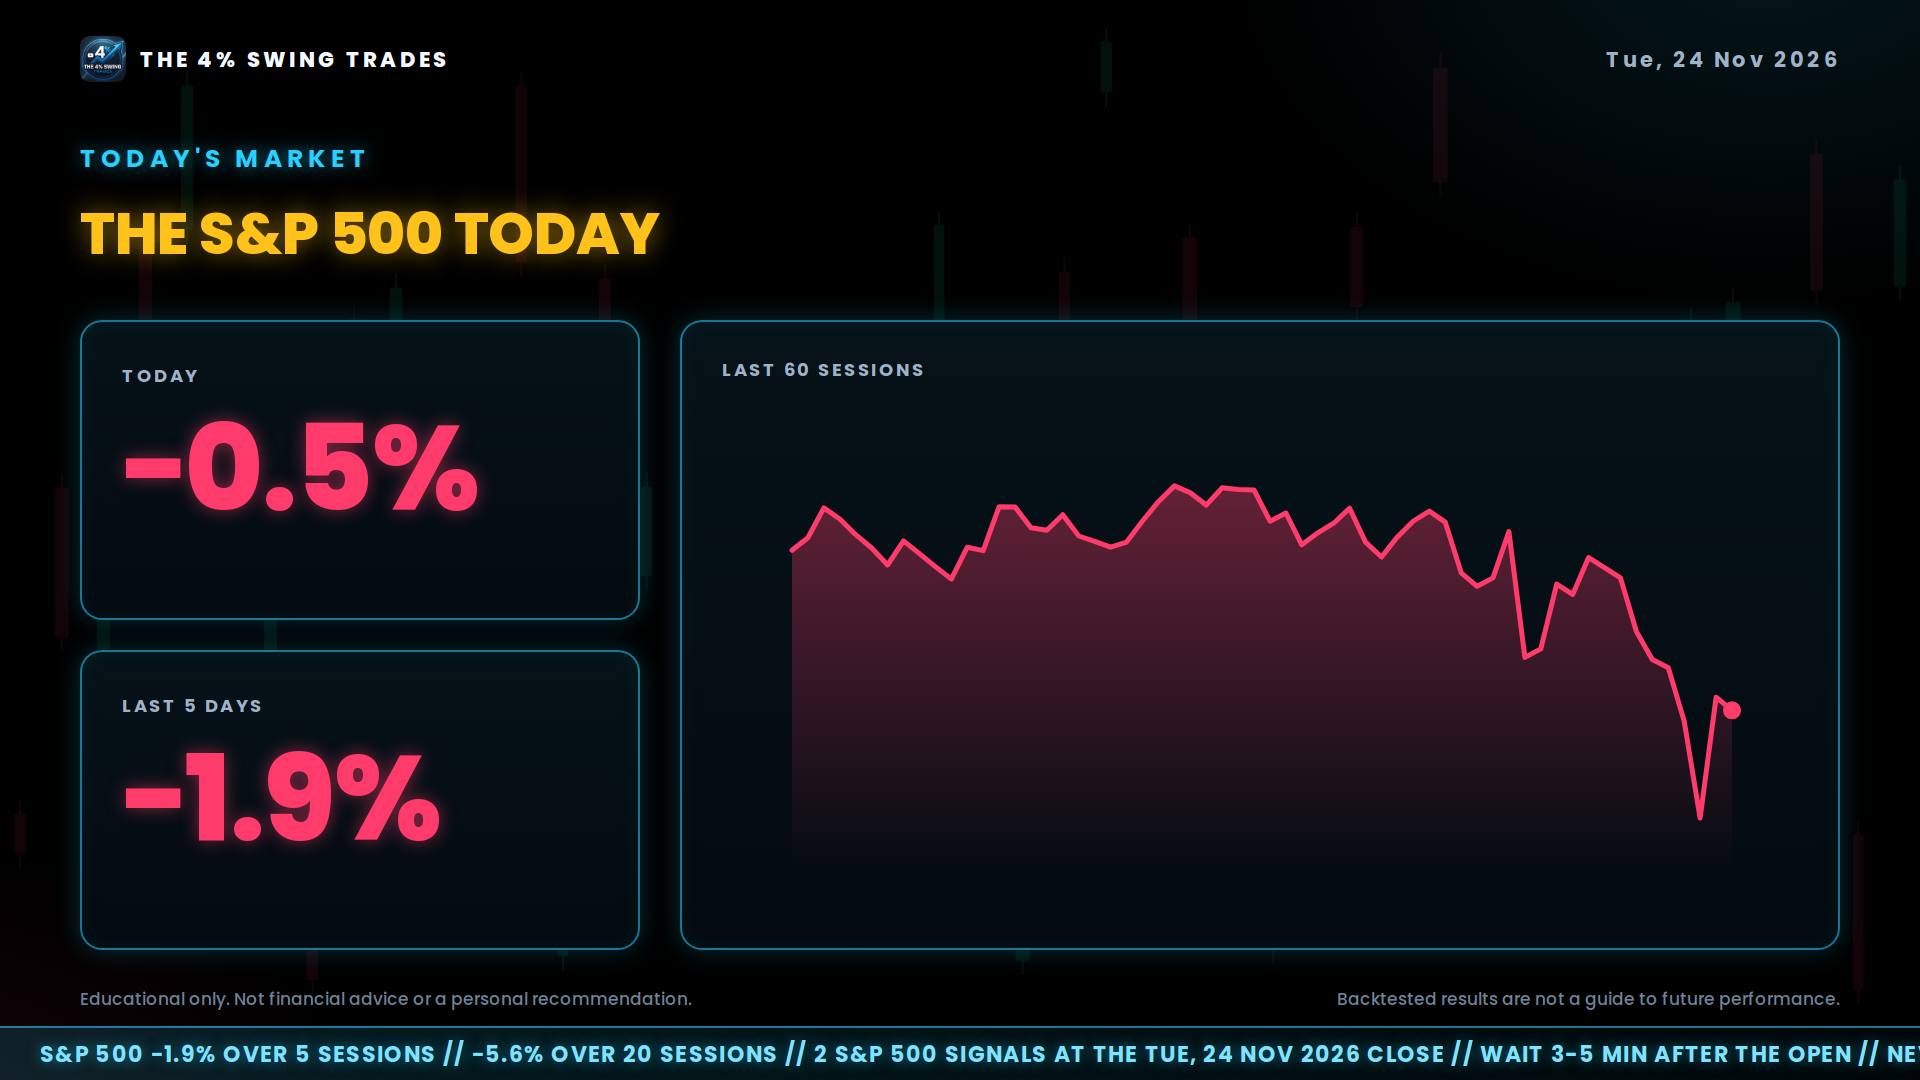 THE 4% SWING TRADES
Tue, 24 Nov 2026
TODAY'S MARKET
THE S&P 500 TODAY
TODAY
-0.5%
LAST 5 DAYS
-1.9%
LAST 60 SESSIONS
Educational only. Not financial advice or a personal recommendation.
Backtested results are not a guide to future performance.
S&P 500 -1.9% OVER 5 SESSIONS // -5.6% OVER 20 SESSIONS // 2 S&P 500 SIGNALS AT THE TUE, 24 NOV 2026 CLOSE // WAIT 3-5 MIN AFTER THE OPEN //